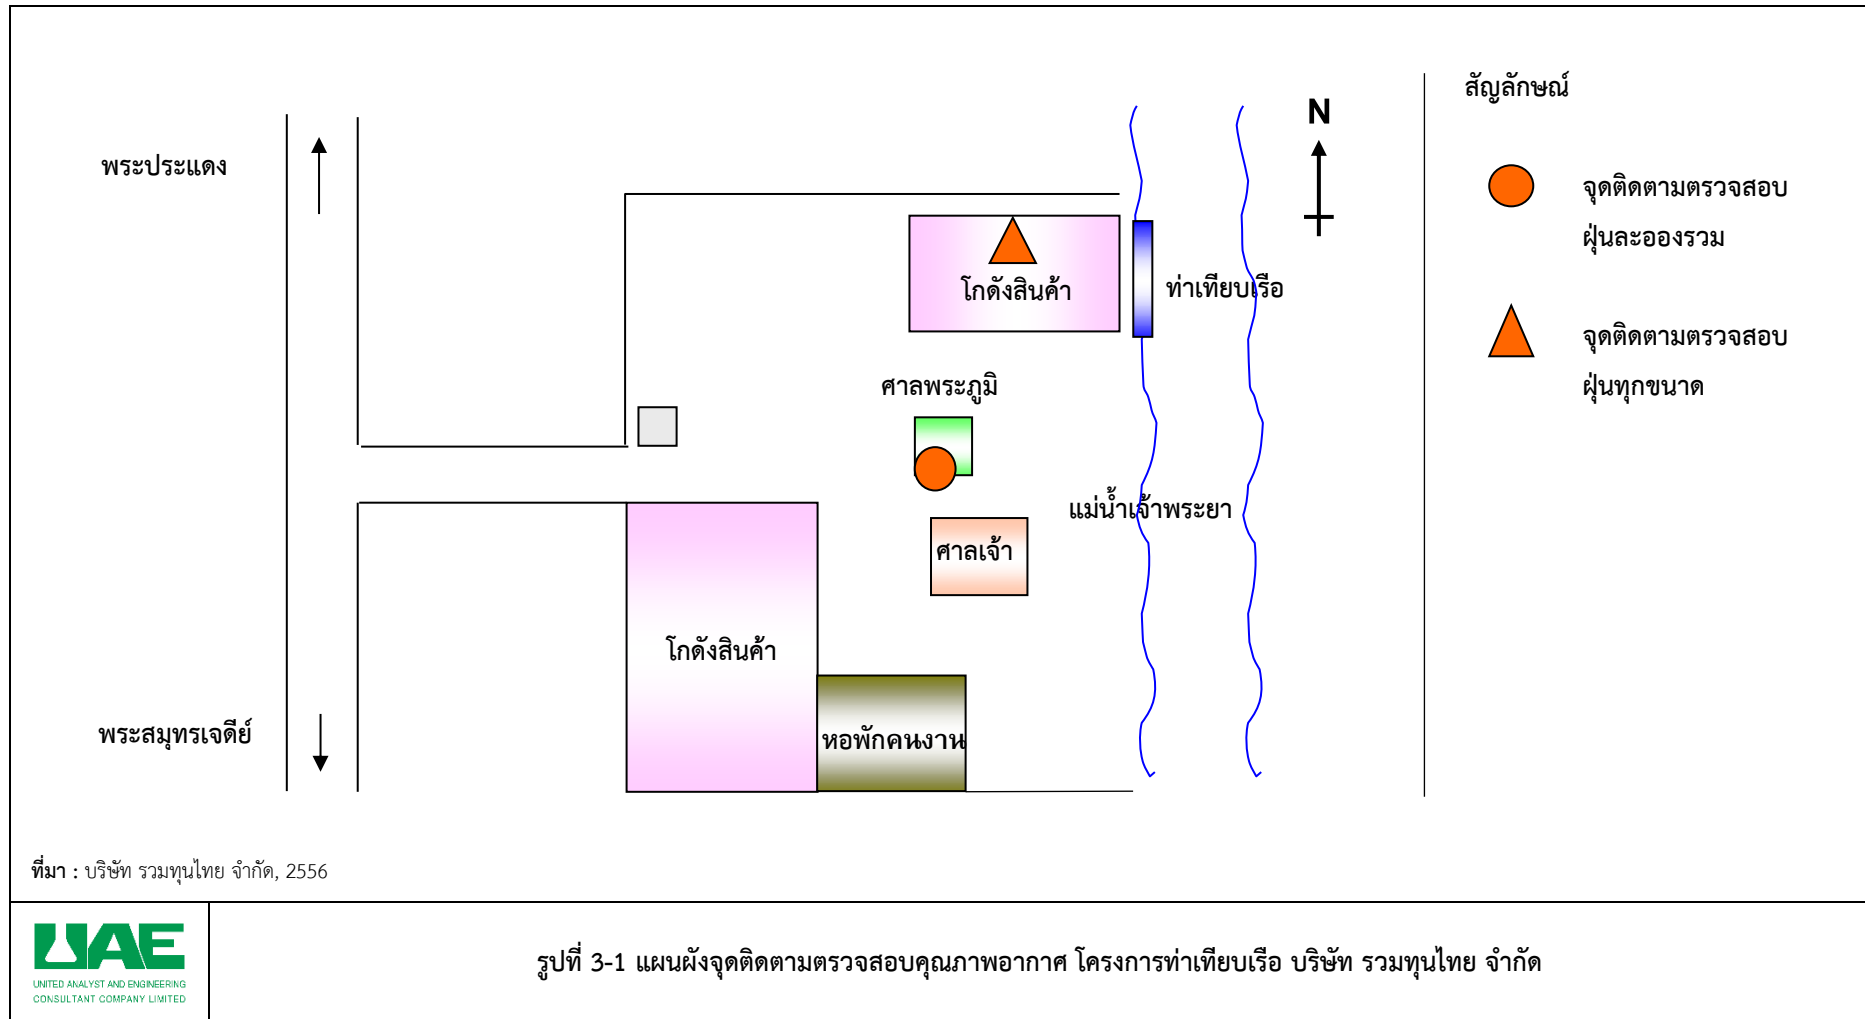 สัญลักษณ์
N
พระประแดง
จุดติดตามตรวจสอบ
ฝุ่นละอองรวม
โกดังสินค้า
ท่าเทียบเรือ
จุดติดตามตรวจสอบ
ฝุ่นทุกขนาด
ศาลพระภูมิ
แม่น้ำเจ้าพระยา
ศาลเจ้า
โกดังสินค้า
พระสมุทรเจดีย์
หอพักคนงาน
ที่มา : บริษัท รวมทุนไทย จำกัด, 2556
UAE
UNITED ANALYST AND ENGINEERING
CONSULTANT COMPANY LIMITED
รูปที่ 3-1 แผนผังจุดติดตามตรวจสอบคุณภาพอากาศ โครงการท่าเทียบเรือ บริษัท รวมทุนไทย จำกัด